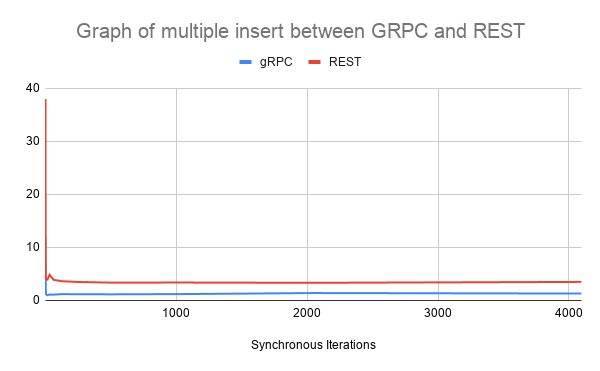 Graph of multiple insert between GRPC and REST
gRPC REST
40
30
20
10
0
1000 2000 3000 4000
Synchronous Iterations